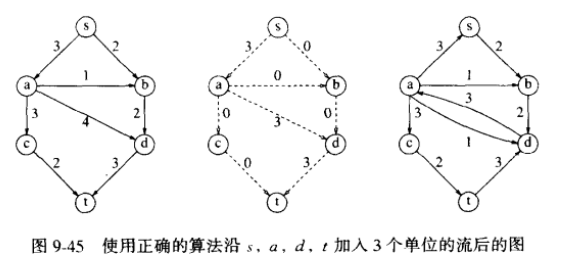 s s s
3 2 3 0 3 2
a 1 b a 0 b a 1 b
3 4 2 0 3 0 3 3 1 2
c d c d c d
2 3 0 3 2 3
t t t
图 9-45 使用正确的算法沿 s, a, d, t 加入 3 个单位的流后的图